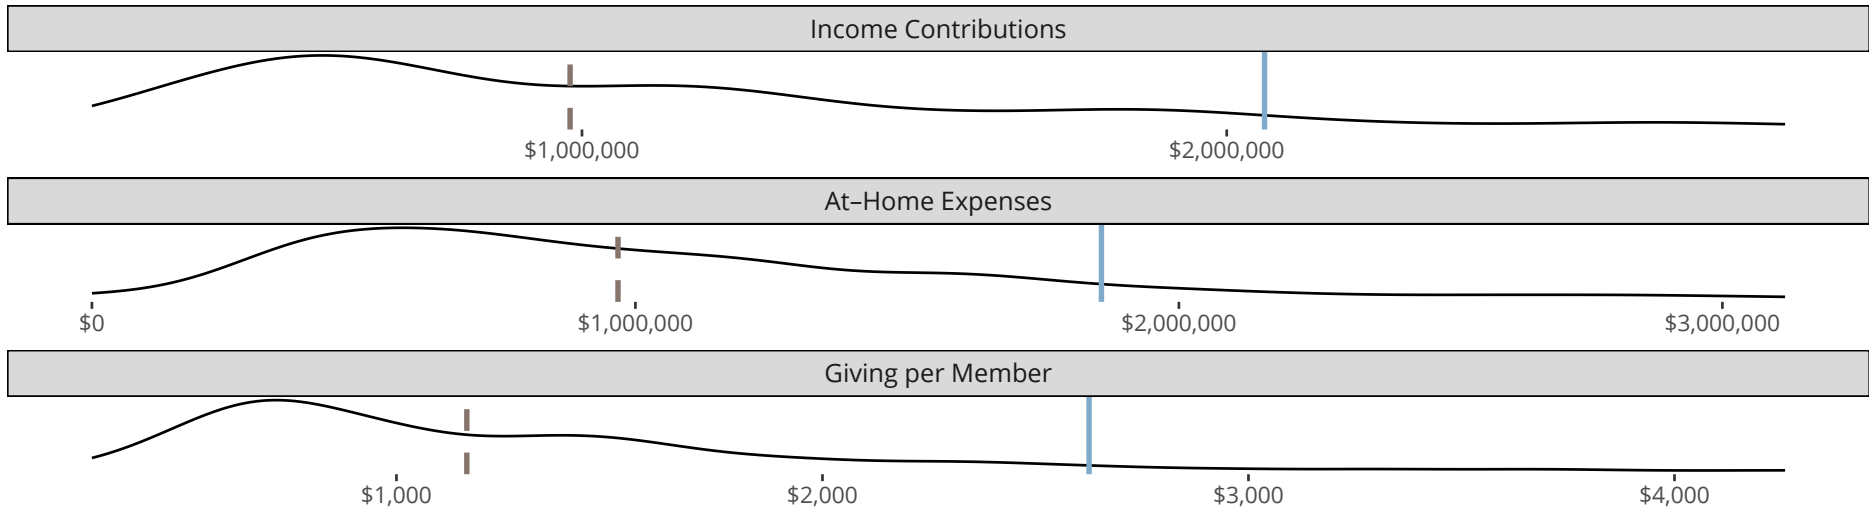 Income Contributions
$1,000,000 $2,000,000
At–Home Expenses
$0 $1,000,000 $2,000,000 $3,000,000
Giving per Member
$1,000 $2,000 $3,000 $4,000